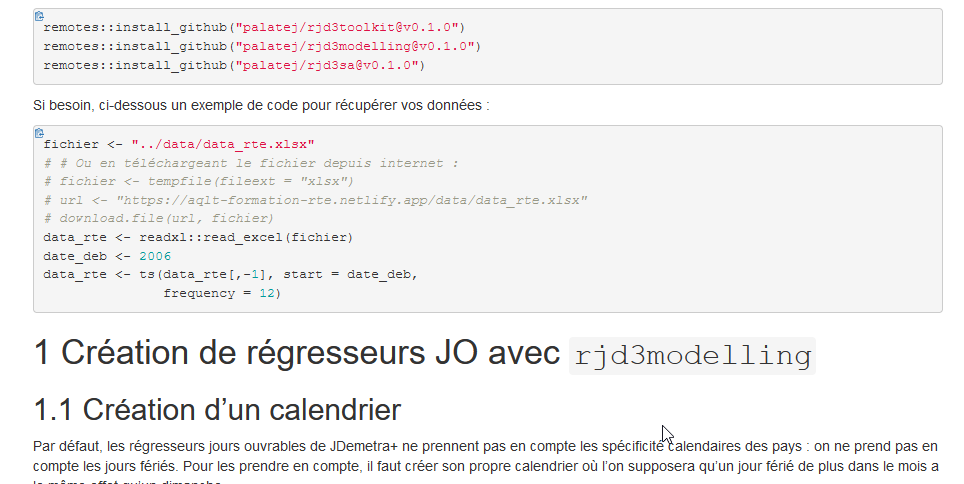 remotes::install_github("palatej/rjd3toolkit@v0.1.0")
remotes::install_github("palatej/rjd3modelling@v0.1.0")
remotes::install_github("palatej/rjd3sa@v0.1.0")
Si besoin, ci-dessous un exemple de code pour récupérer vos données :
fichier <- "../data/data_rte.xlsx"
# # Ou en téléchargeant le fichier depuis internet :
# fichier <- tempfile(fileext = "xlsx")
# url <- "https://aqlt-formation-rte.netlify.app/data/data_rte.xlsx"
# download.file(url, fichier)
data_rte <- readxl::read_excel(fichier)
date_deb <- 2006
data_rte <- ts(data_rte[,-1], start = date_deb,
frequency = 12)
1 Création de régresseurs JO avec rjd3modelling
1.1 Création d'un calendrier
Par défaut, les régresseurs jours ouvrables de JDemetra+ ne prennent pas en compte les spécificité calendaires des pays : on ne prend pas en
compte les jours fériés. Pour les prendre en compte, il faut créer son propre calendrier où l'on supposera qu'un jour férié de plus dans le mois a